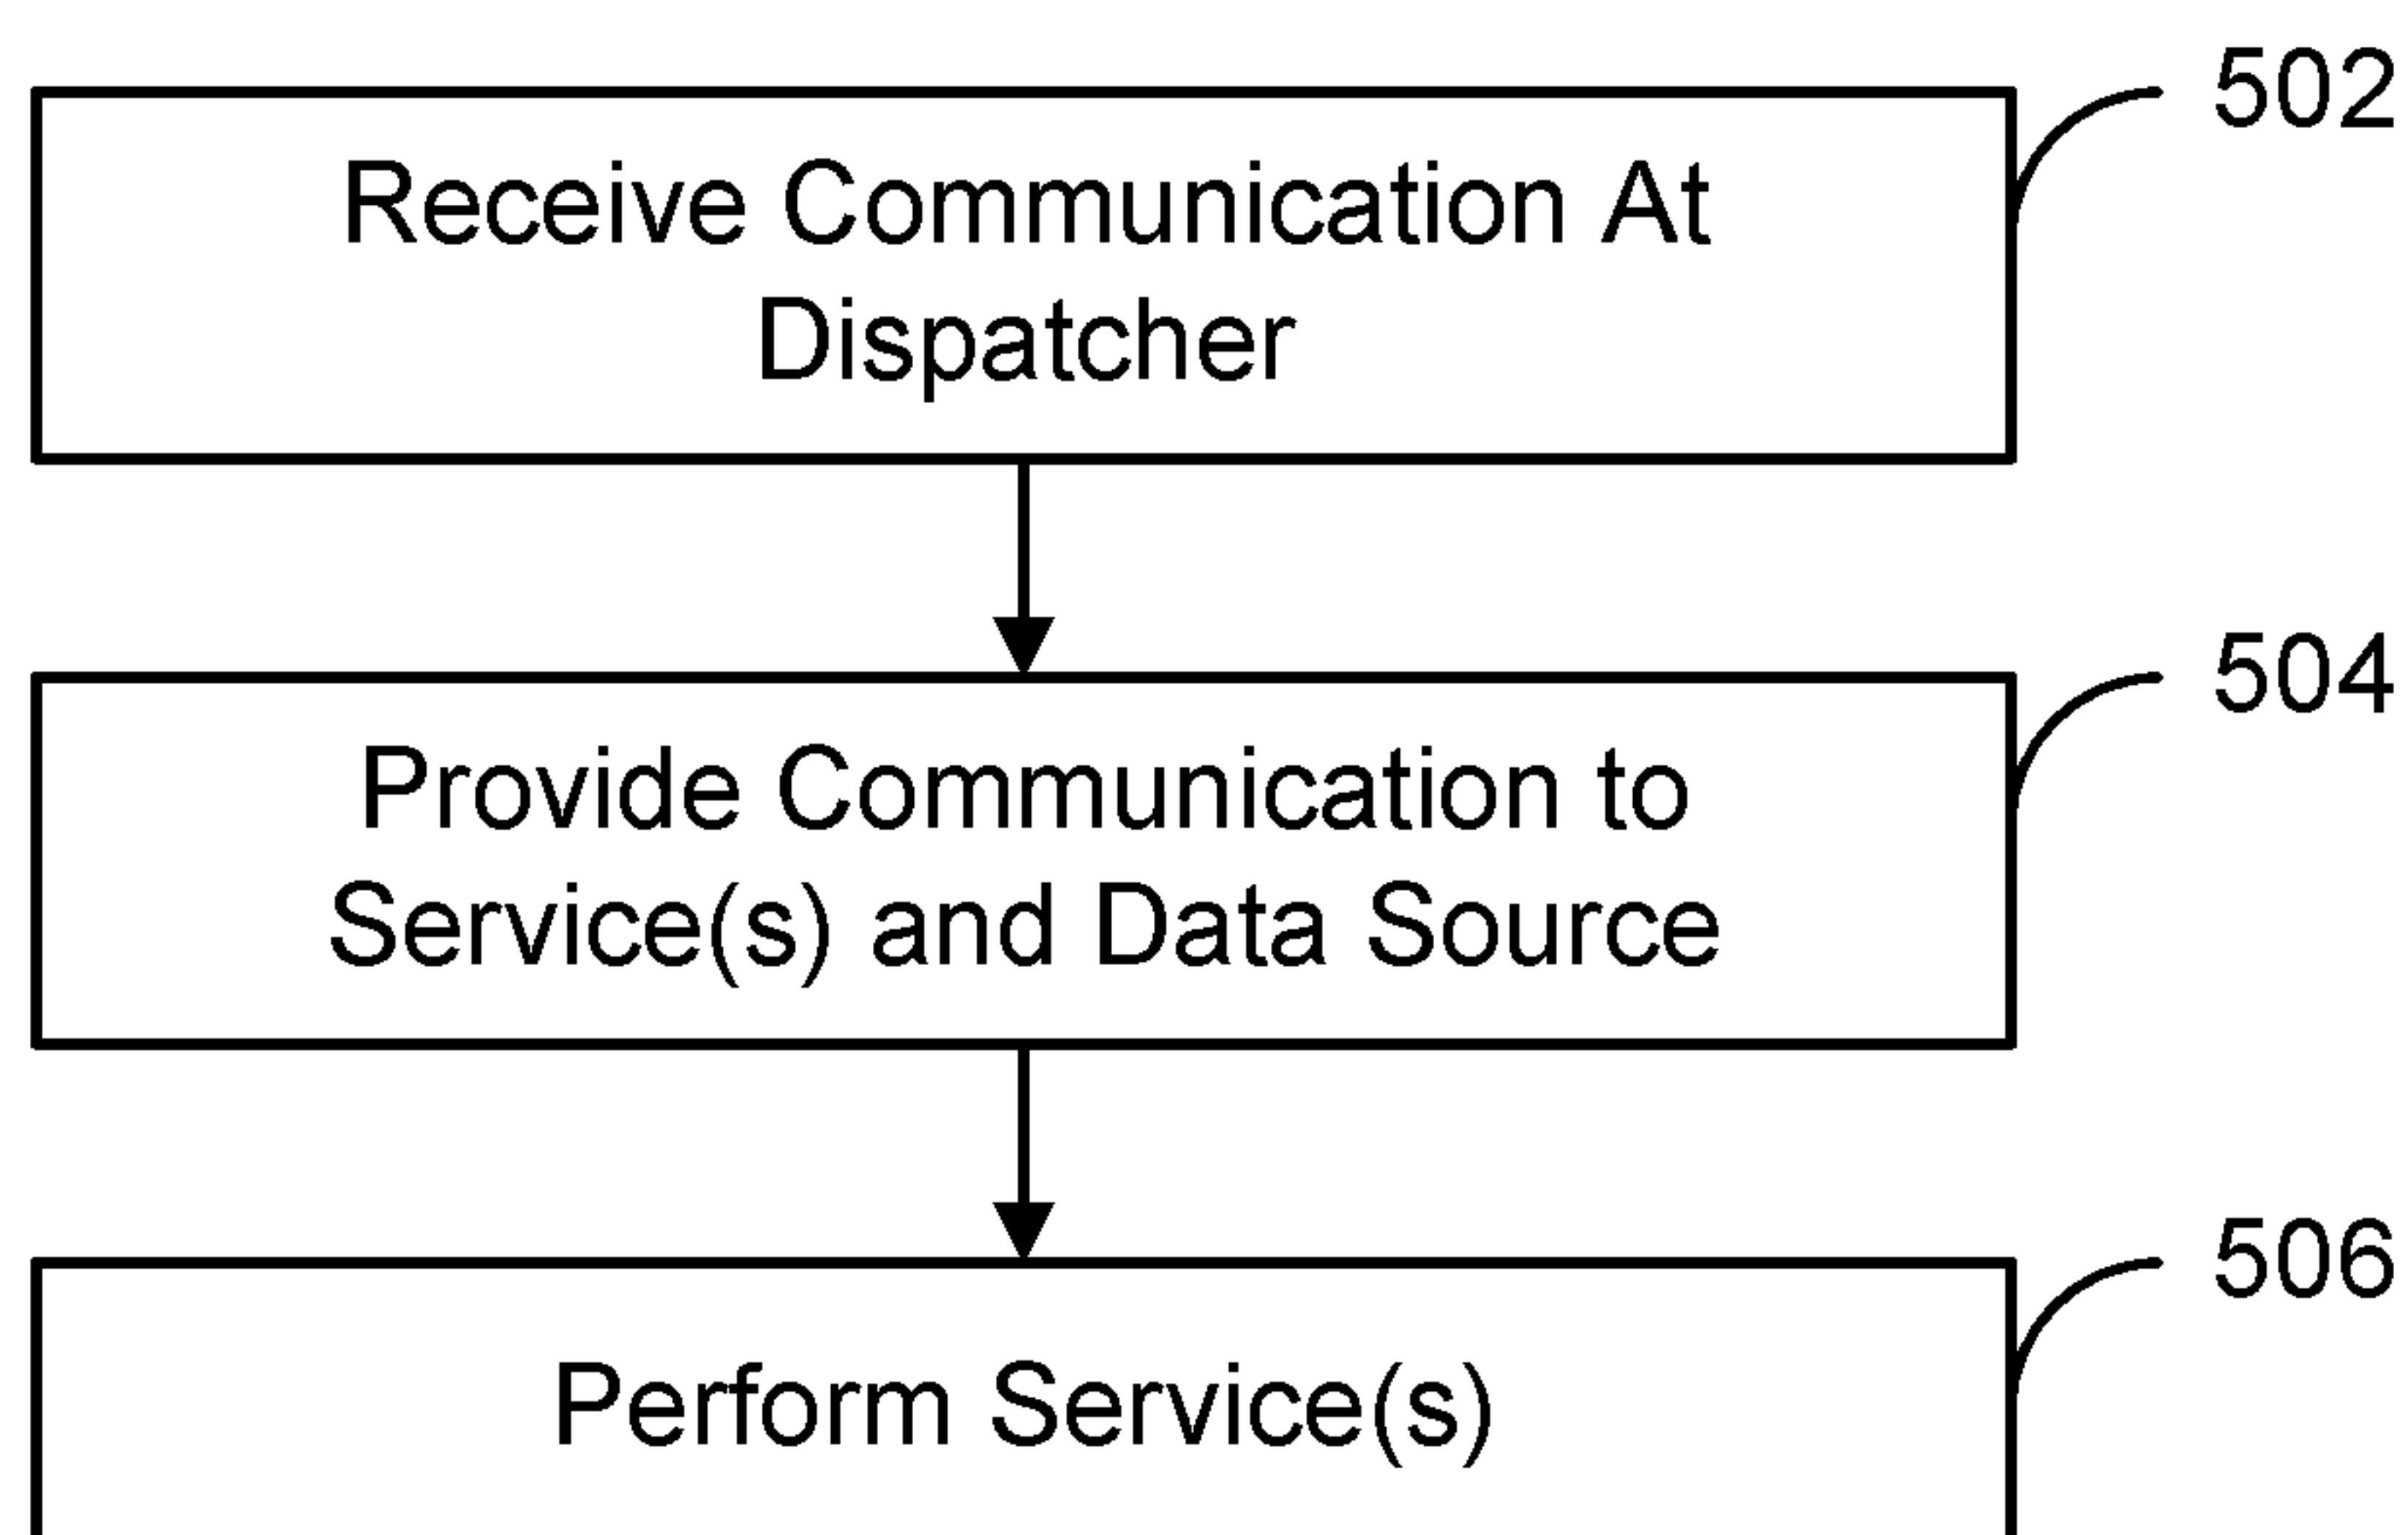 502
Receive Communication At
Dispatcher
504
Provide Communication to
Service(s) and Data Source
506
Perform Service(s)